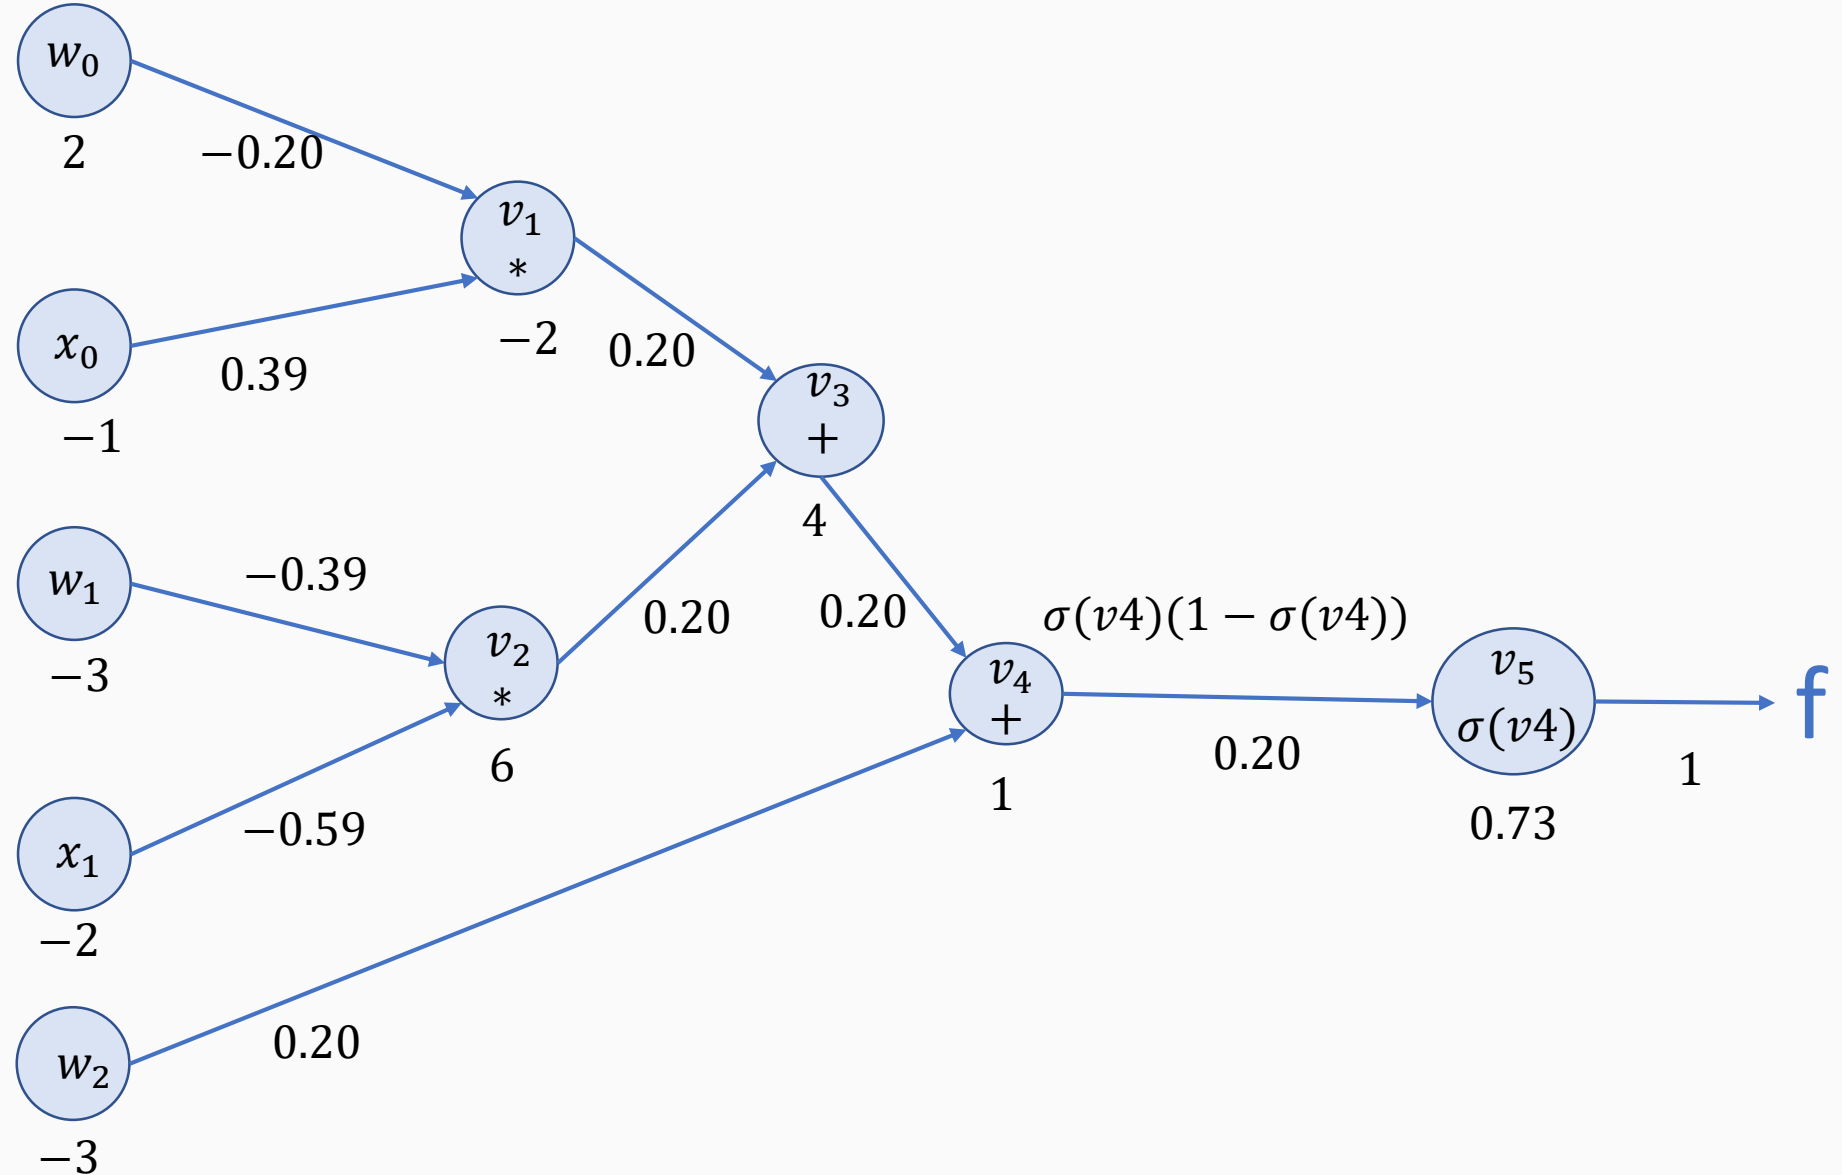 w₀
2
−0.20
v₁
∗
−2
0.20
x₀
0.39
−1
v₃
+
4
w₁
−0.39
−3
v₂
∗
6
0.20
0.20
σ(v4)(1 − σ(v4))
v₄
+
1
0.20
v₅
σ(v4)
0.73
1
f
x₁
−0.59
−2
w₂
0.20
−3